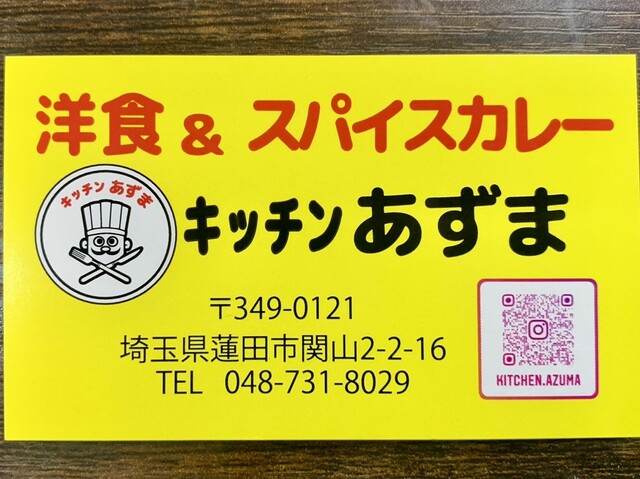 洋食 & スパイスカレー
キッチン あずま
キッチン あずま
〒349-0121
埼玉県蓮田市関山2-2-16
TEL 048-731-8029
KITCHEN.AZUMA